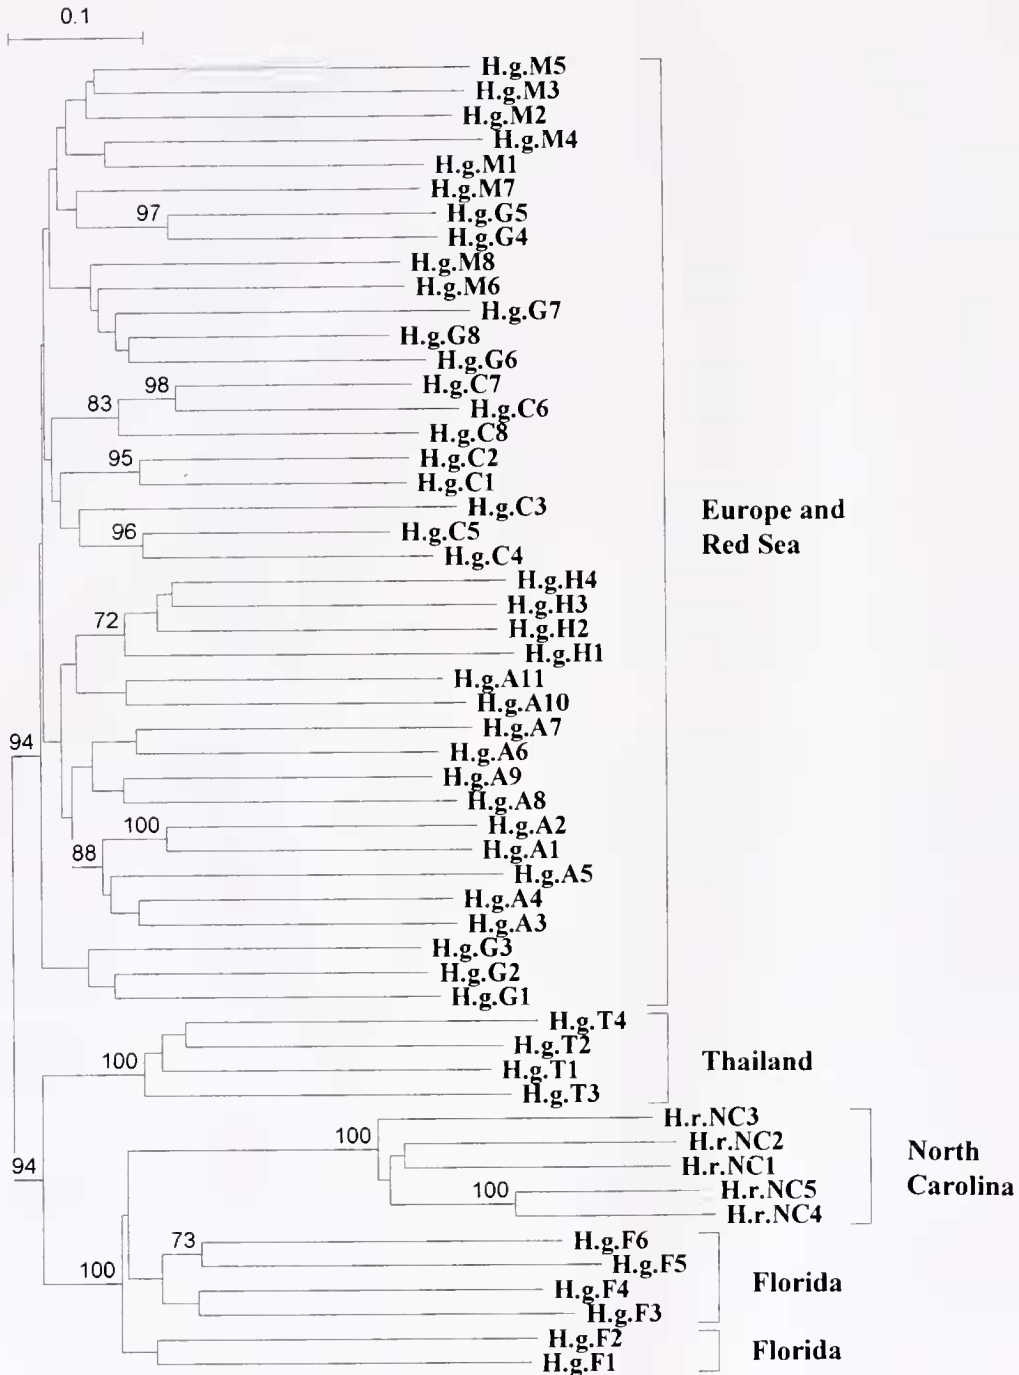 0.1
H.g.M5
H.g.M3
H.g.M2
H.g.M4
H.g.M1
H.g.M7
97
H.g.G5
H.g.G4
H.g.M8
H.g.M6
H.g.G7
H.g.G8
H.g.G6
98
H.g.C7
83
H.g.C6
H.g.C8
95
H.g.C2
H.g.C1
H.g.C3
96
H.g.C5
H.g.C4
Europe and
Red Sea
H.g.H4
H.g.H3
72
H.g.H2
H.g.H1
H.g.A11
H.g.A10
H.g.A7
94
H.g.A6
H.g.A9
H.g.A8
100
H.g.A2
88
H.g.A1
H.g.A5
H.g.A4
H.g.A3
H.g.G3
H.g.G2
H.g.G1
H.g.T4
100
H.g.T2
H.g.T1
H.g.T3
Thailand
H.r.NC3
100
H.r.NC2
H.r.NC1
94
100
H.r.NC5
H.r.NC4
North
Carolina
73
H.g.F6
100
H.g.F5
H.g.F4
H.g.F3
Florida
H.g.F2
H.g.F1
Florida